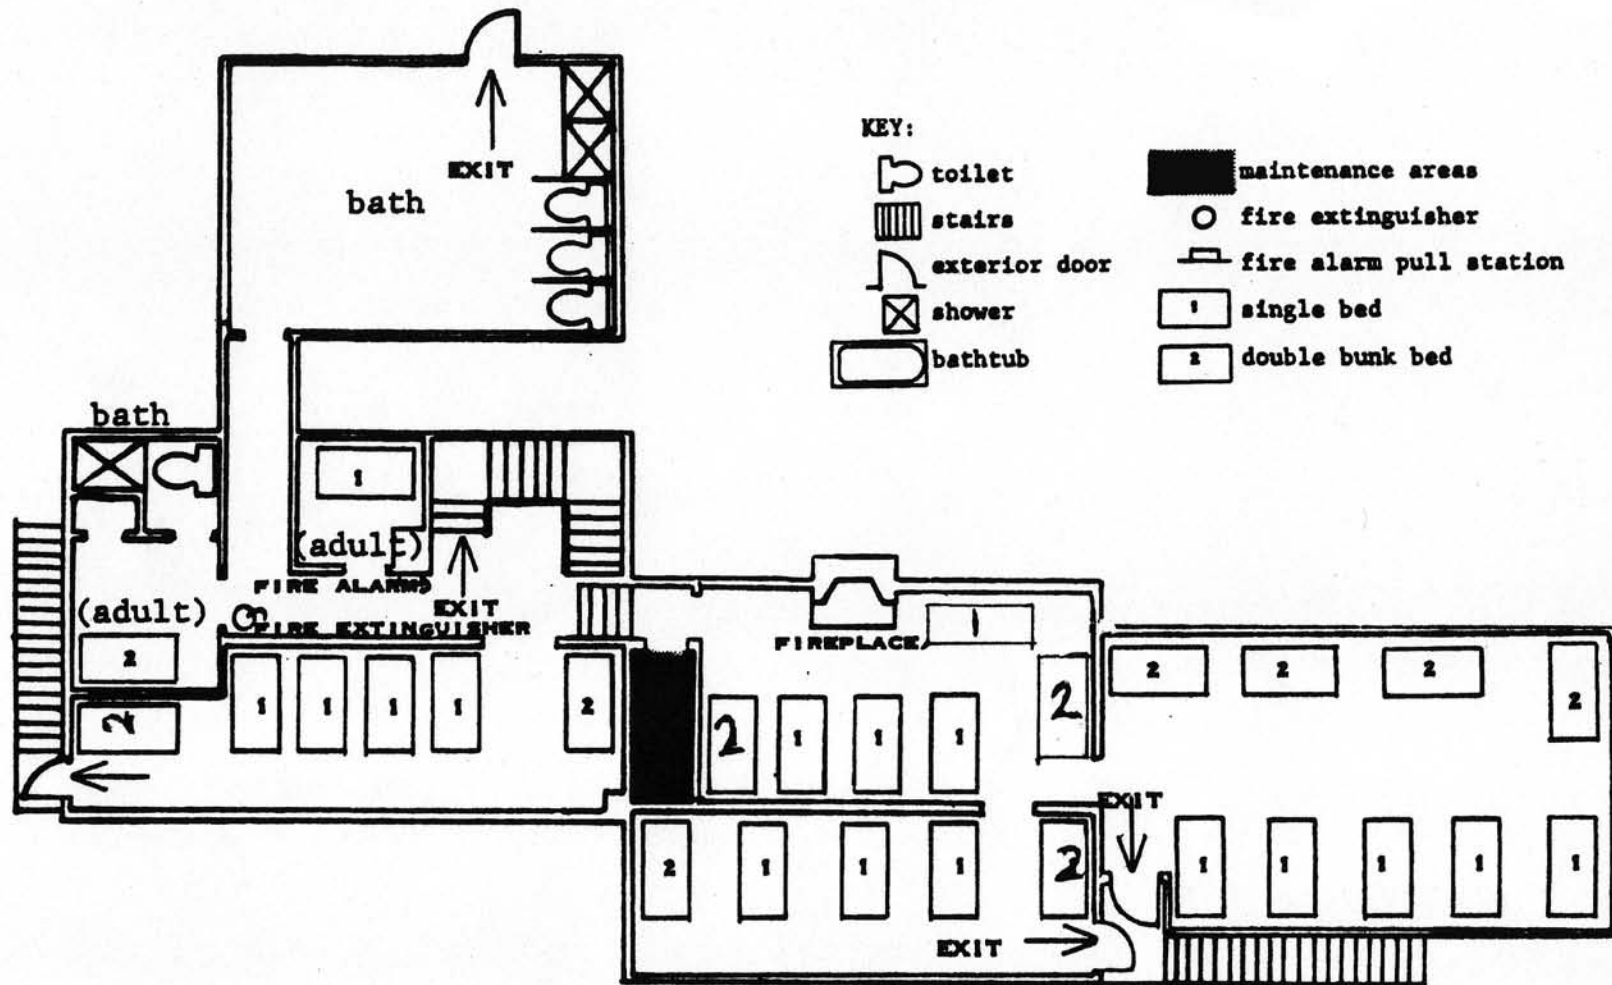 EXIT
bath
KEY:
toilet
stairs
exterior door
shower
bathtub
maintenance areas
fire extinguisher
fire alarm pull station
1 single bed
2 double bunk bed
bath
1
(adult)
FIRE ALARM
EXIT
(adult)
FIRE EXTINGUISHER
2
2
1 1 1 1 2
FIREPLACE
1
2
2 1 1 1
2 2 2 2
EXIT
2 1 1 1 2
1 1 1 1 1
EXIT